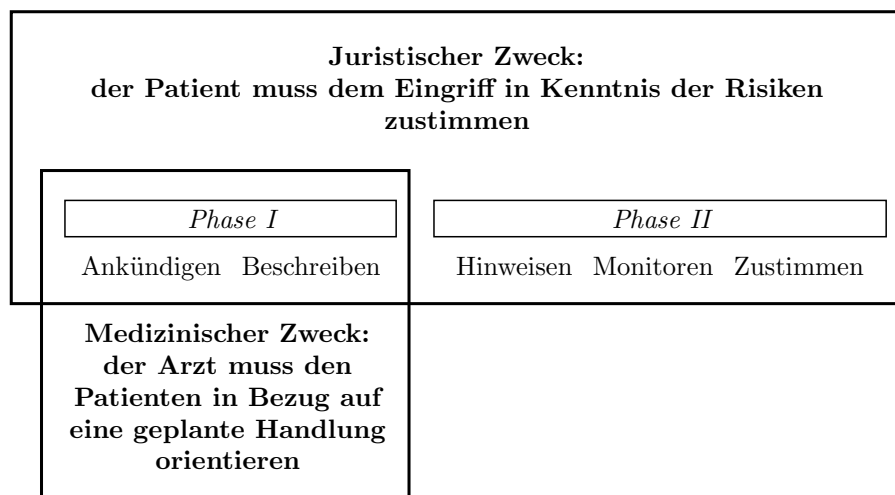 Juristischer Zweck:
der Patient muss dem Eingriff in Kenntnis der Risiken
zustimmen
Phase I
Phase II
Ankündigen Beschreiben
Hinweisen Monitoren Zustimmen
Medizinischer Zweck:
der Arzt muss den
Patienten in Bezug auf
eine geplante Handlung
orientieren